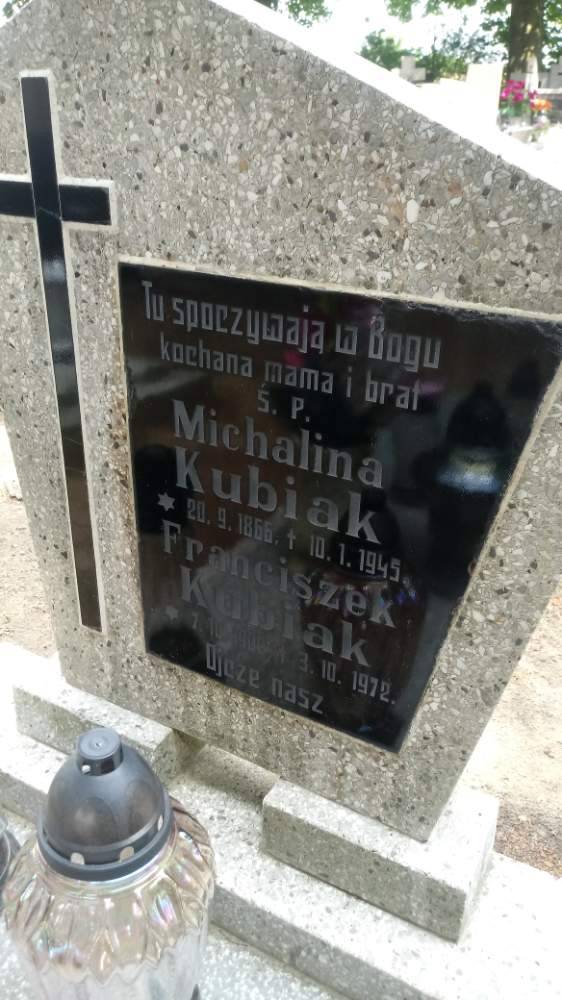 Tu spoczywają w Bogu
kochana mama i brat
Ś. P.
Michalina
Kubiak
* 20. 9. 1866. † 10. 1. 1945.
Franciszek
Kubiak
* 7. † 3. 10. 1972.
Ojcze nasz